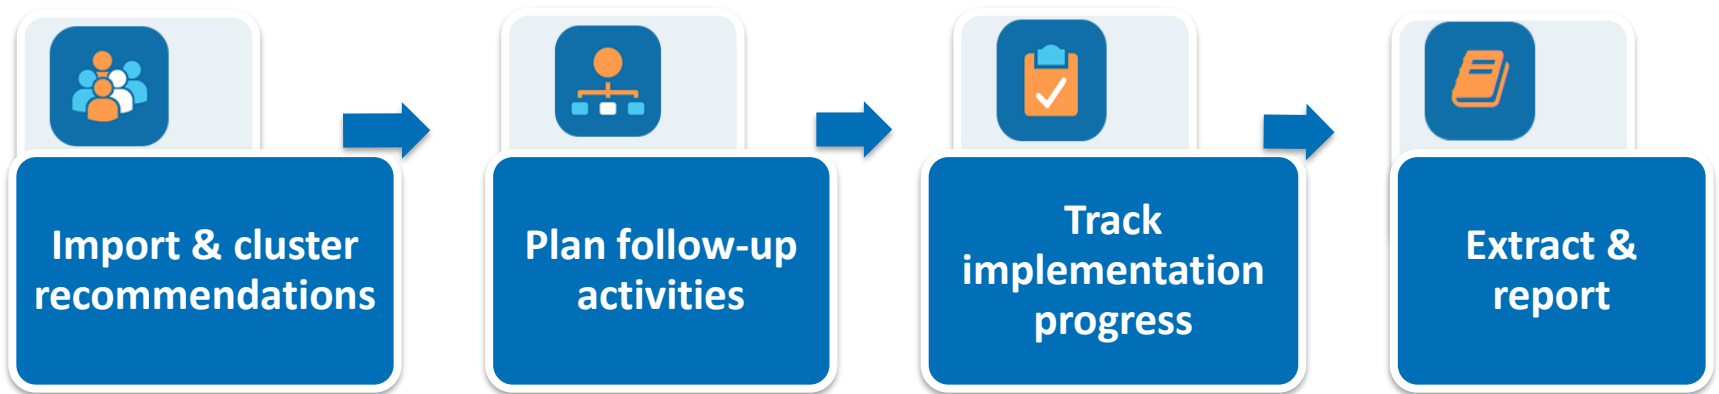 Import & cluster
recommendations
Plan follow-up
activities
Track
implementation
progress
Extract &
report